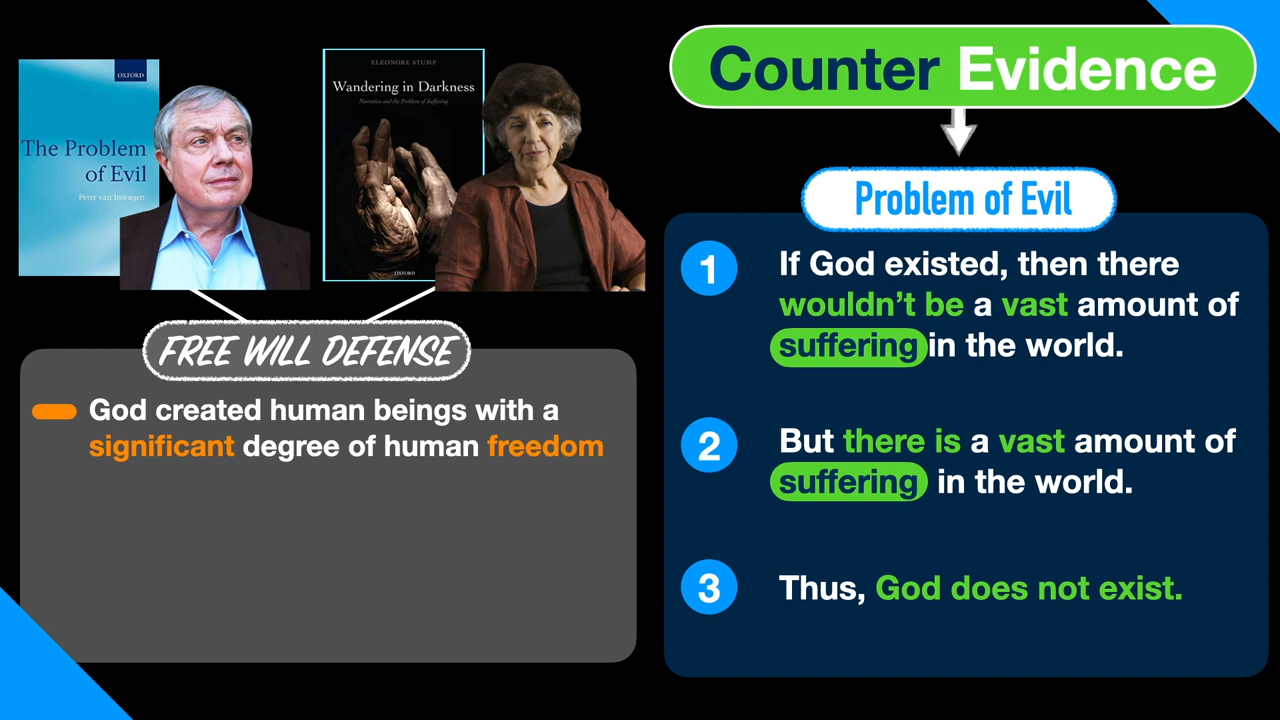 OXFORD
The Problem
of Evil
Peter van Inwagen
ELEONORE STUMP
Wandering in Darkness
Narrative and the Problem of Suffering
OXFORD
FREE WILL DEFENSE
God created human beings with a
significant degree of human freedom
Counter Evidence
Problem of Evil
1
If God existed, then there
wouldn't be a vast amount of
suffering in the world.
2
But there is a vast amount of
suffering in the world.
3
Thus, God does not exist.